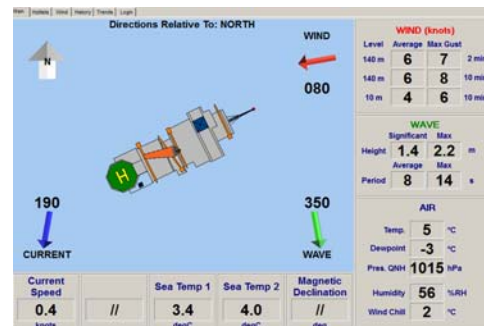 Main Hotlists Wind History Trends Login
Directions Relative To: NORTH
N
WIND
080
H
190
CURRENT
350
WAVE
WIND (knots)
Level Average Max Gust
140 m 6 7 2 min
140 m 6 8 10 min
10 m 4 6 10 min
WAVE
Significant Max
Height 1.4 2.2 m
Average Max
Period 8 14 s
AIR
Temp. 5 °C
Dewpoint -3 °C
Pres. QNH 1015 hPa
Humidity 56 %RH
Wind Chill 2 °C
Current Speed Sea Temp 1 Sea Temp 2 Magnetic Declination
0.4 // 3.4 4.0 //
knots degC degC deg